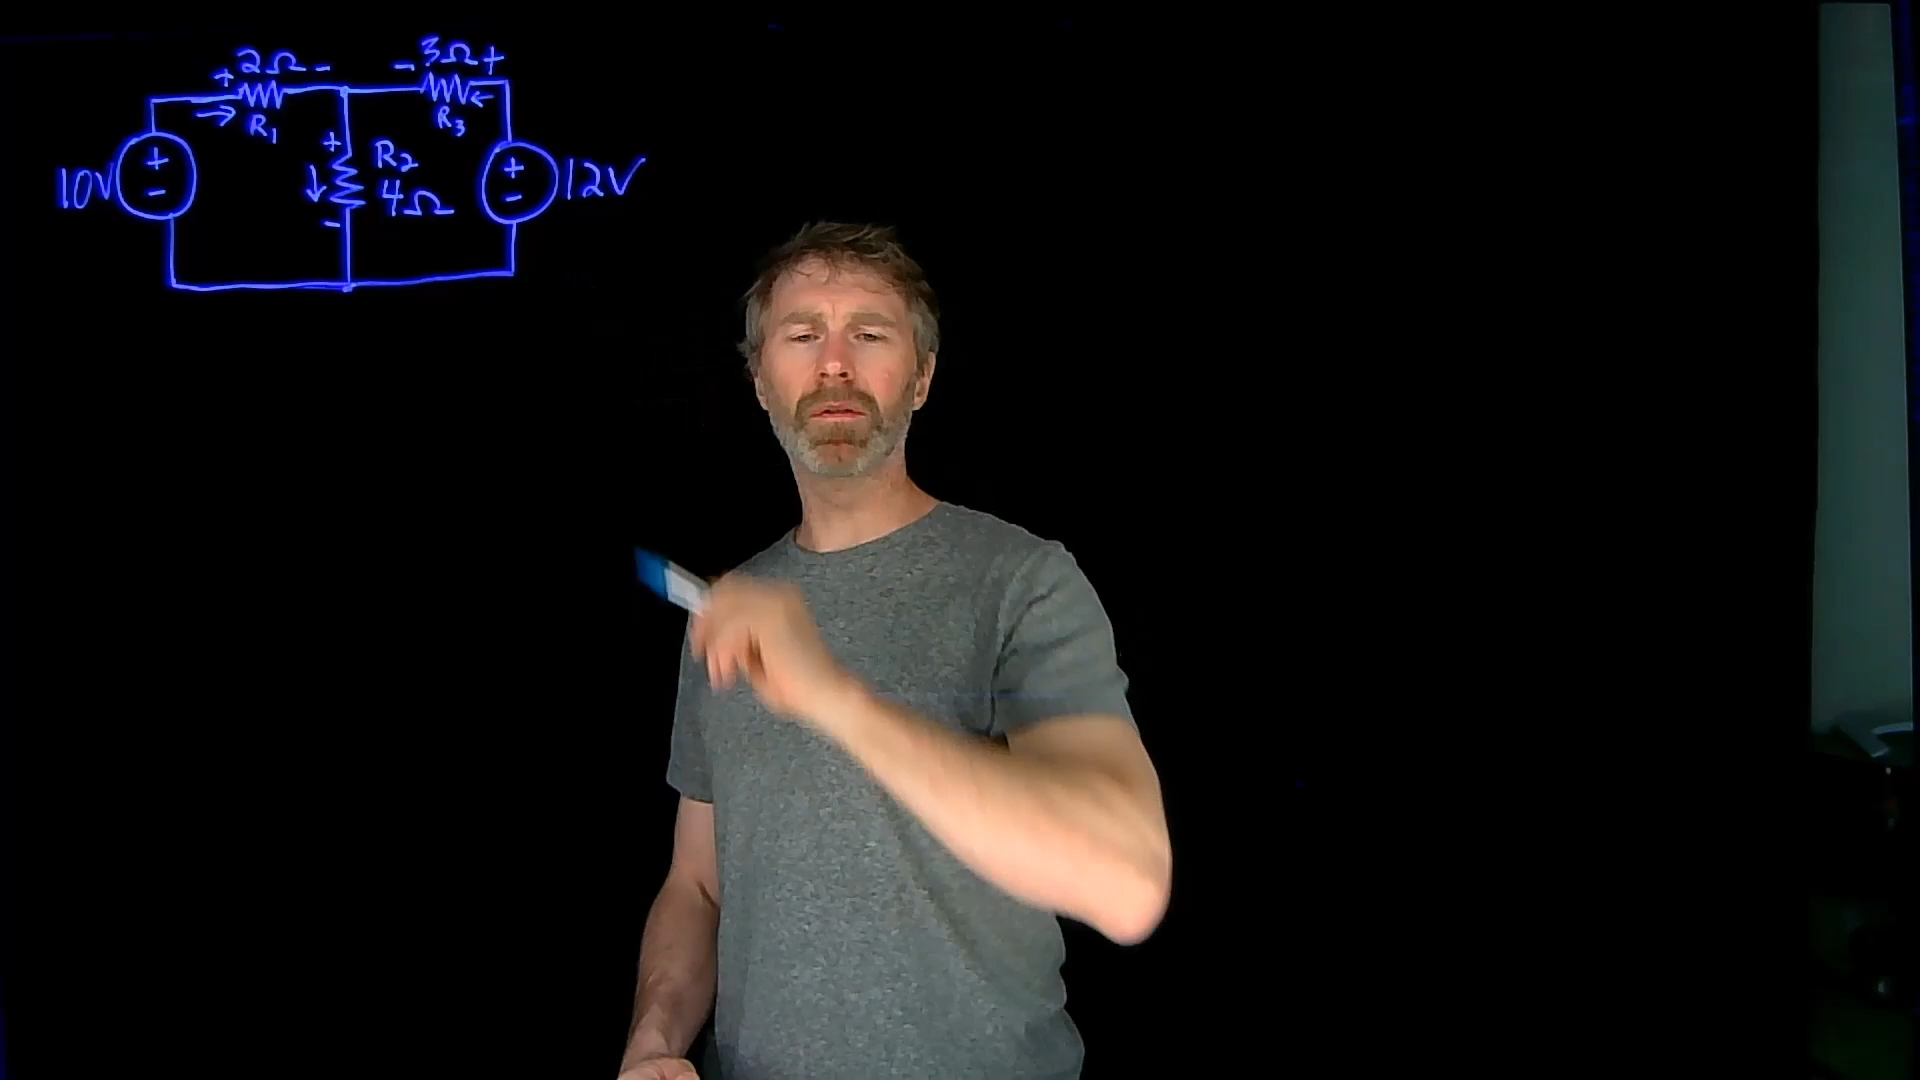 2Ω
3Ω
+ -
- +
R₁
R₃
+
R₂
4Ω
-
10V
+
-
+
-
12V